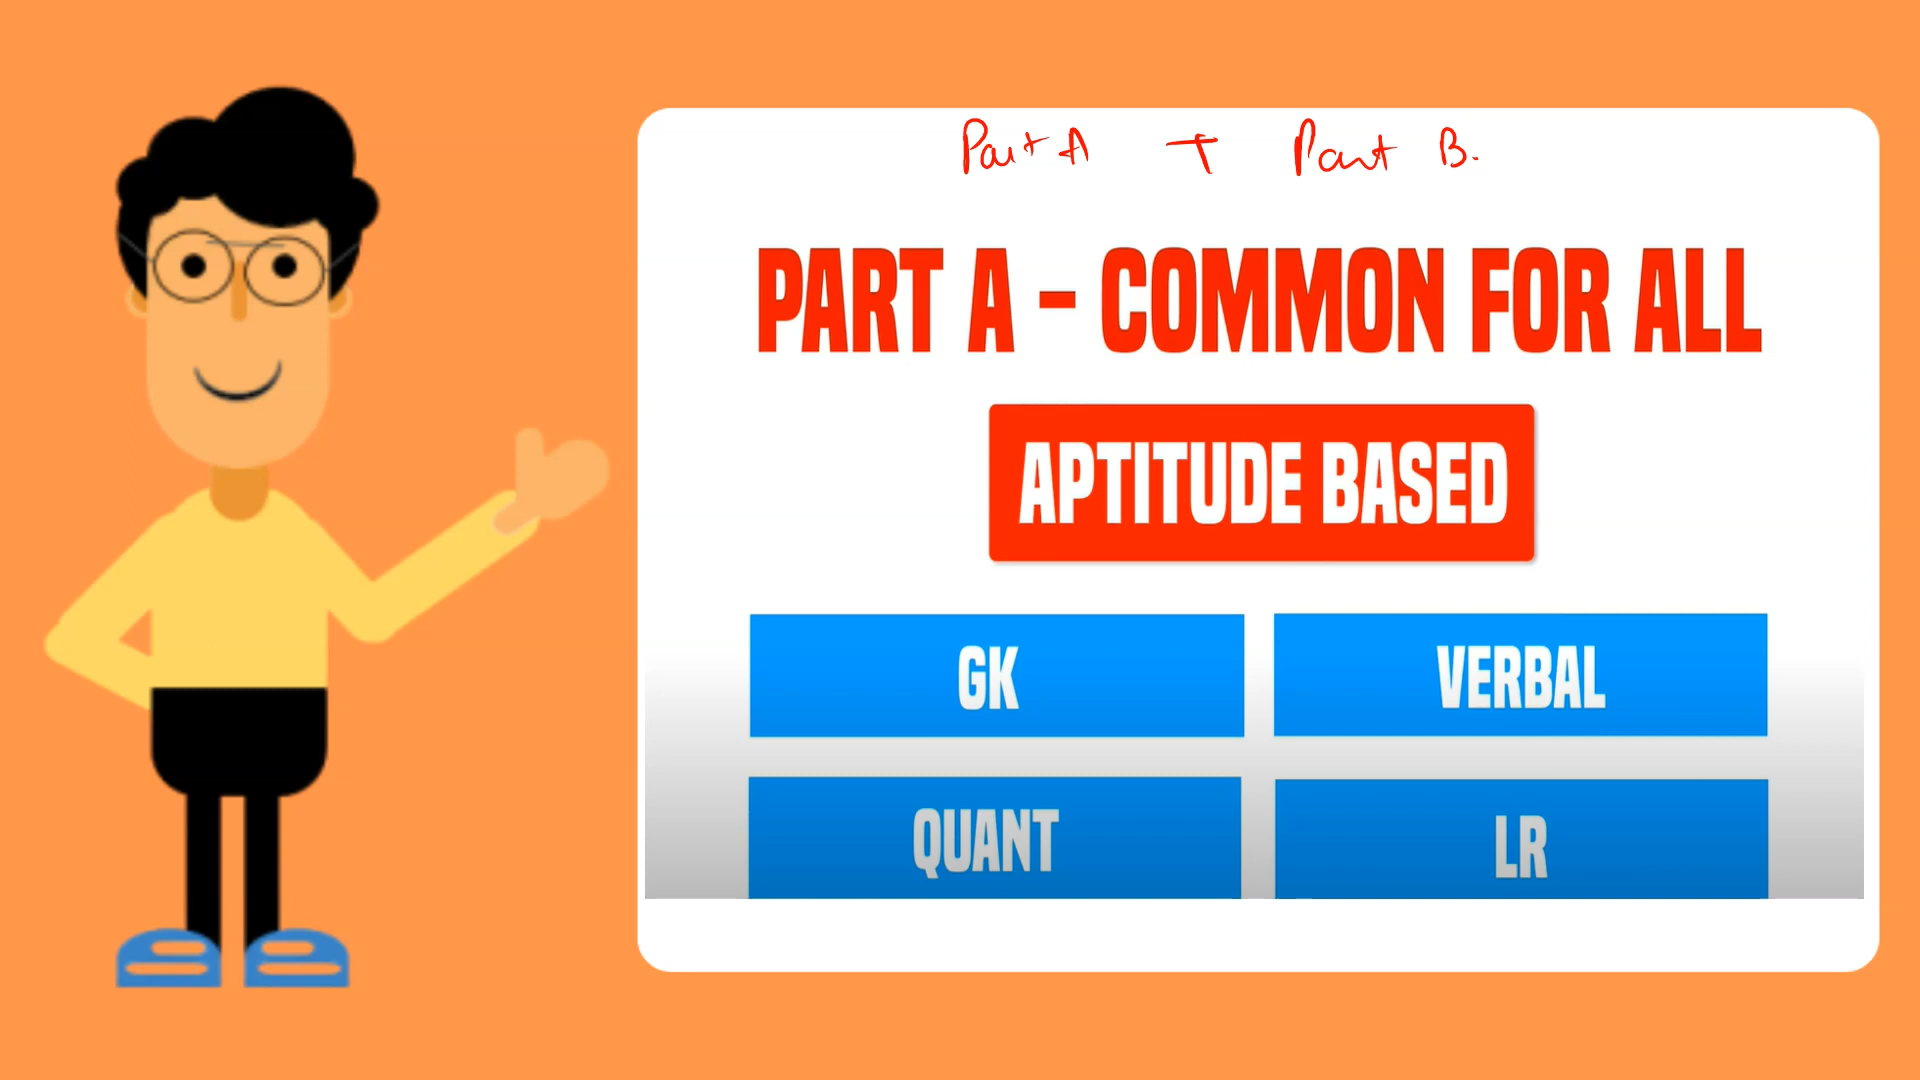 Part A + Part B.
PART A - COMMON FOR ALL
APTITUDE BASED
GK VERBAL
QUANT LR